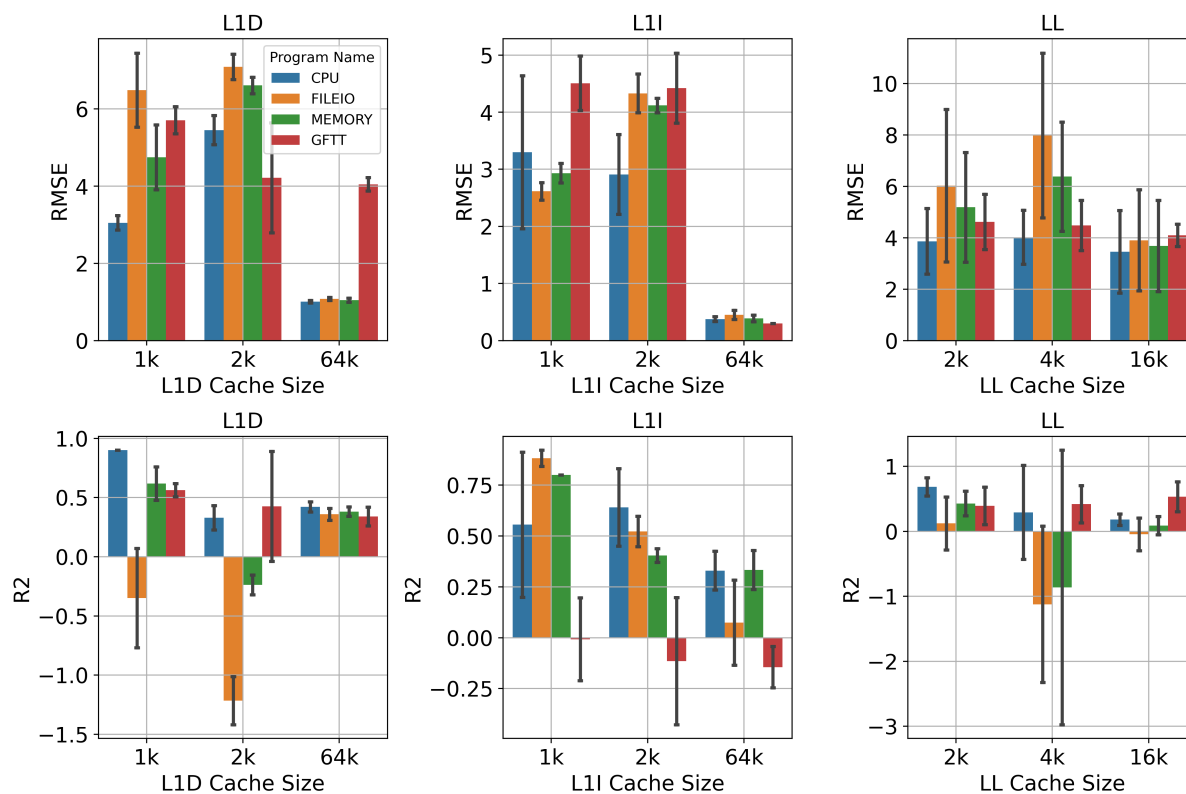 L1D
RMSE
6
4
2
0
Program Name
CPU
FILEIO
MEMORY
GFTT
1k 2k 64k
L1D Cache Size
L1I
RMSE
5
4
3
2
1
0
1k 2k 64k
L1I Cache Size
LL
RMSE
10
8
6
4
2
0
2k 4k 16k
LL Cache Size
L1D
R2
1.0
0.5
0.0
−0.5
−1.0
−1.5
1k 2k 64k
L1D Cache Size
L1I
R2
0.75
0.50
0.25
0.00
−0.25
1k 2k 64k
L1I Cache Size
LL
R2
1
0
−1
−2
−3
2k 4k 16k
LL Cache Size